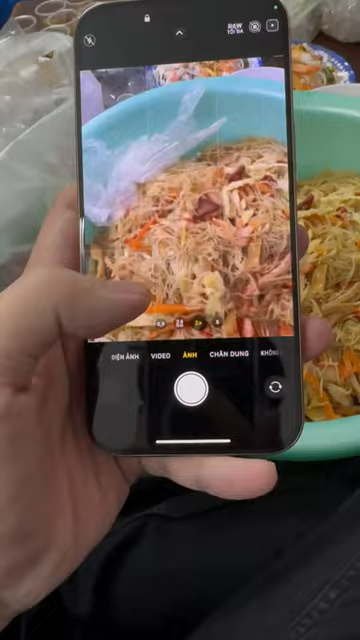 RAW
TỐI ĐA
ĐIỆN ẢNH VIDEO ẢNH CHÂN DUNG KHÔNG